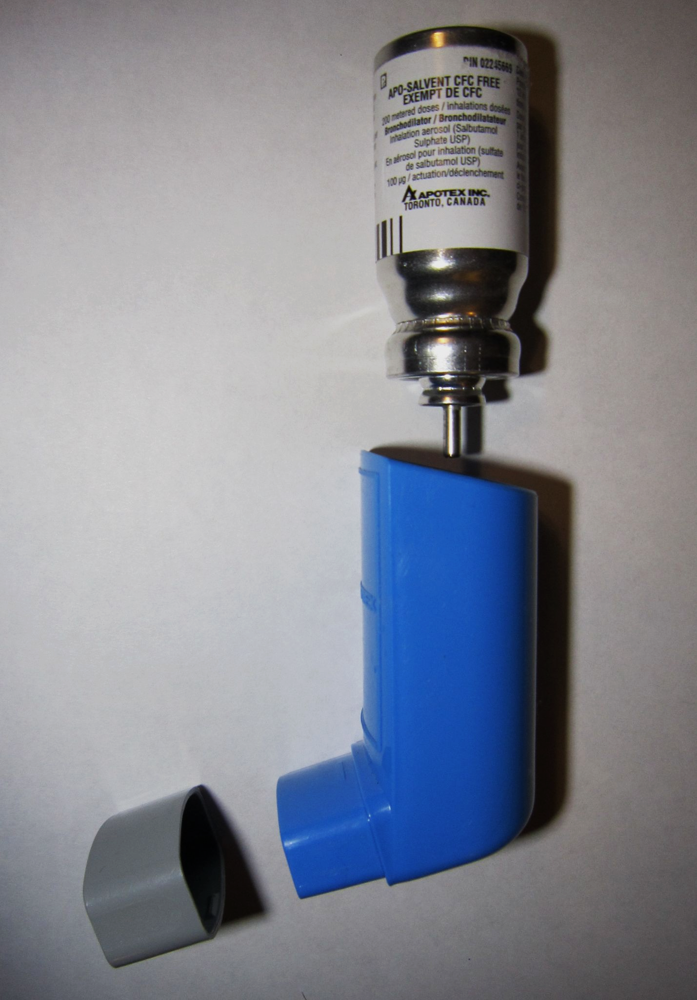 DIN 02245669
P
APO-SALVENT CFC FREE
EXEMPT DE CFC
200 metered doses / inhalations dosées
Bronchodilator / Bronchodilatateur
Inhalation aerosol (Salbutamol
Sulphate USP)
En aérosol pour inhalation (sulfate
de salbutamol USP)
100 µg / actuation/déclenchement
APOTEX INC.
TORONTO, CANADA